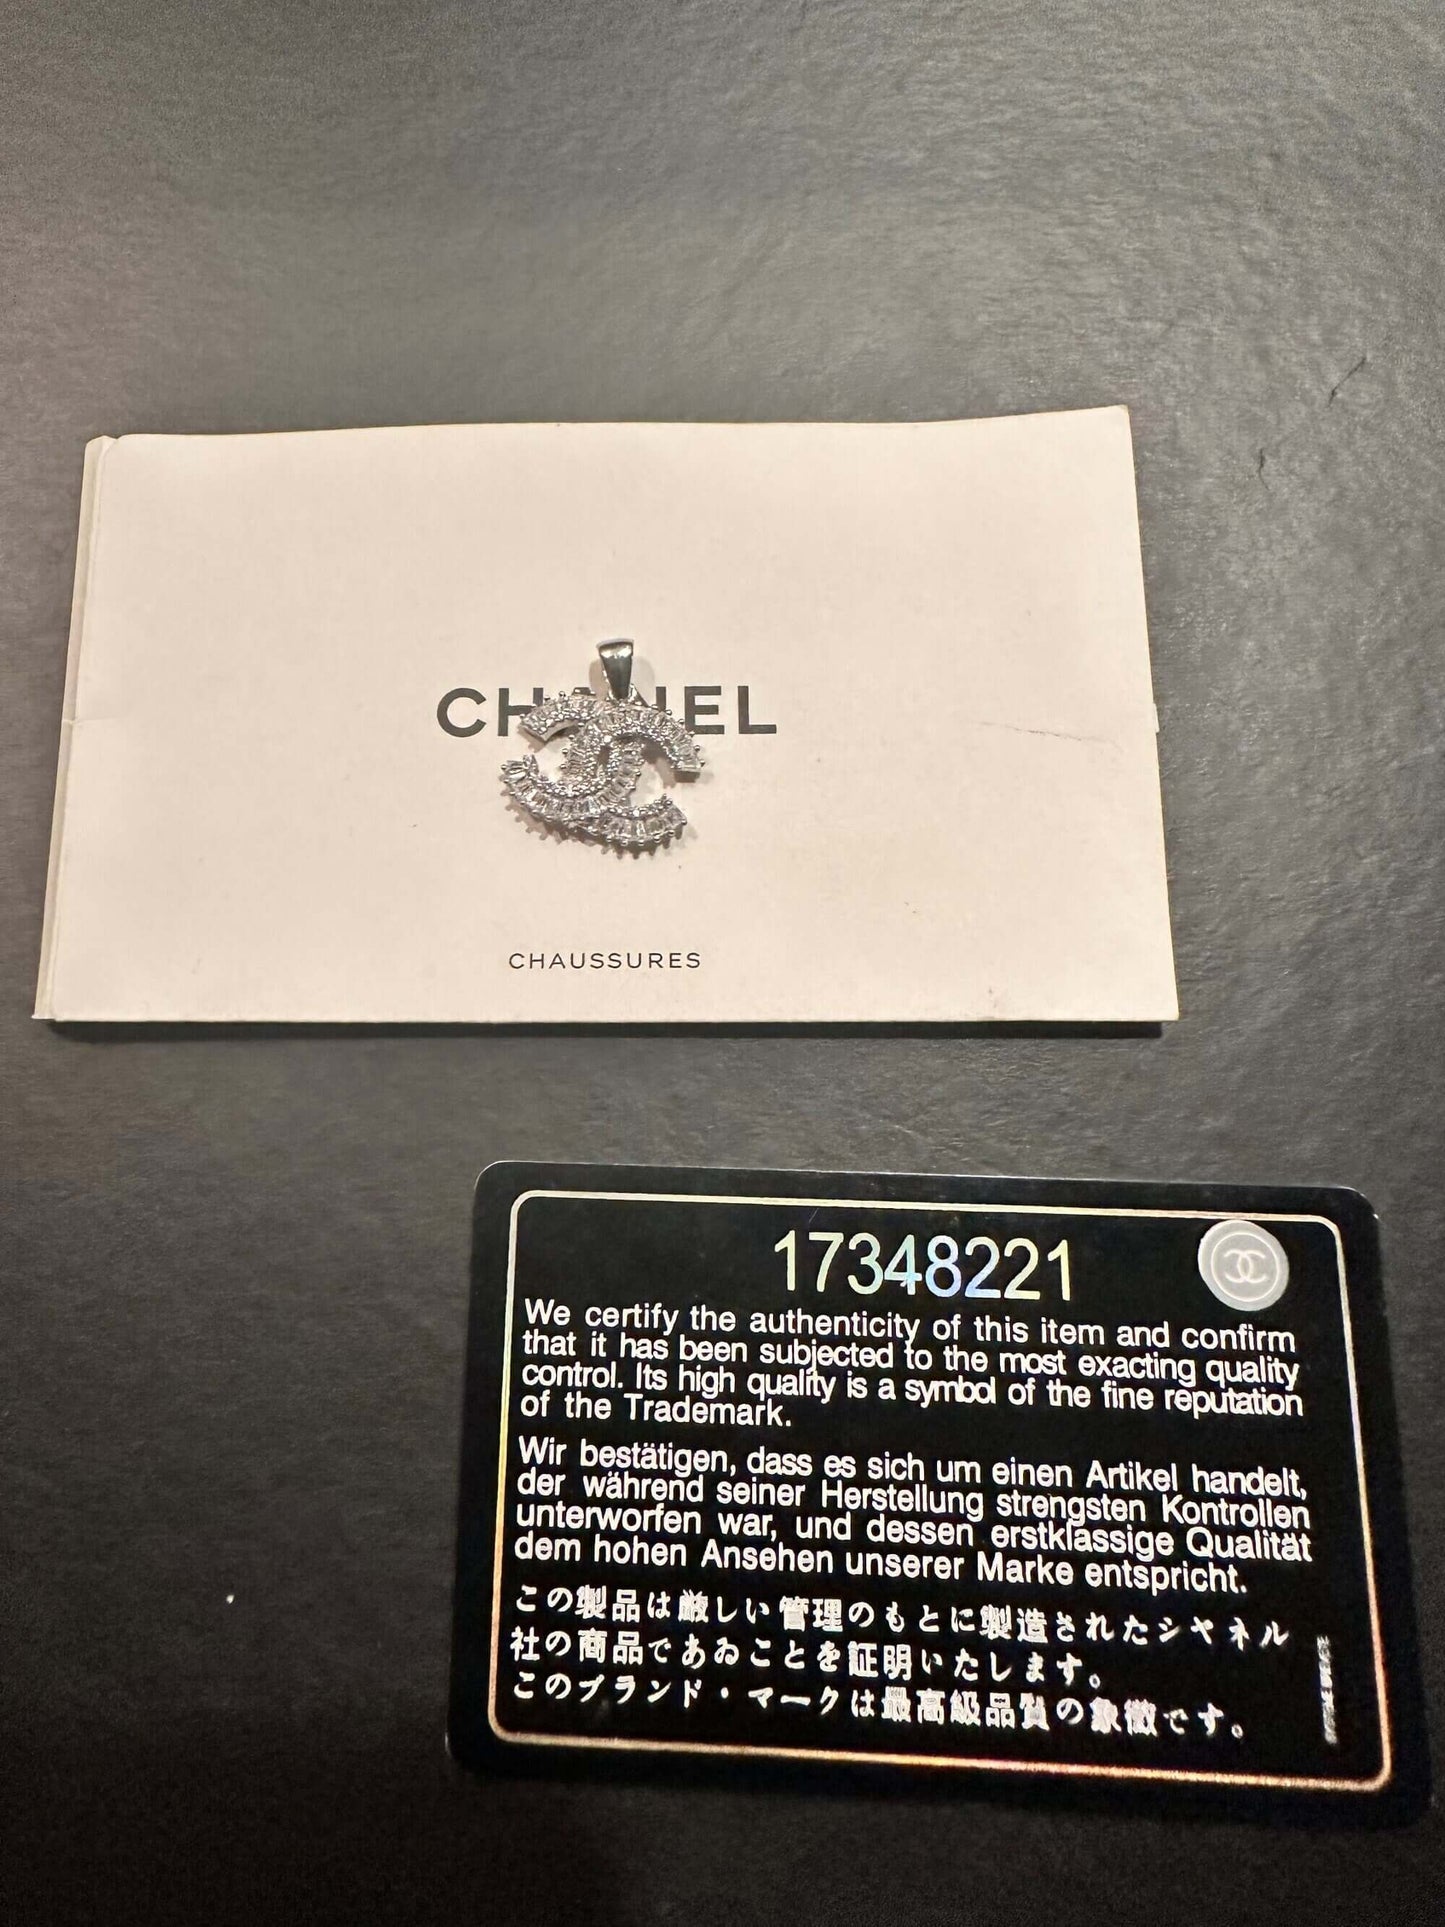 CHANEL
CHAUSSURES
17348221
We certify the authenticity of this item and confirm
that it has been subjected to the most exacting quality
control. Its high quality is a symbol of the fine reputation
of the Trademark.
Wir bestätigen, dass es sich um einen Artikel handelt,
der während seiner Herstellung strengsten Kontrollen
unterworfen war, und dessen erstklassige Qualität
dem hohen Ansehen unserer Marke entspricht.
この製品は厳しい管理のもとに製造されたシャネル
社の商品であることを証明いたします。
このブランド・マークは最高級品質の象徴です。